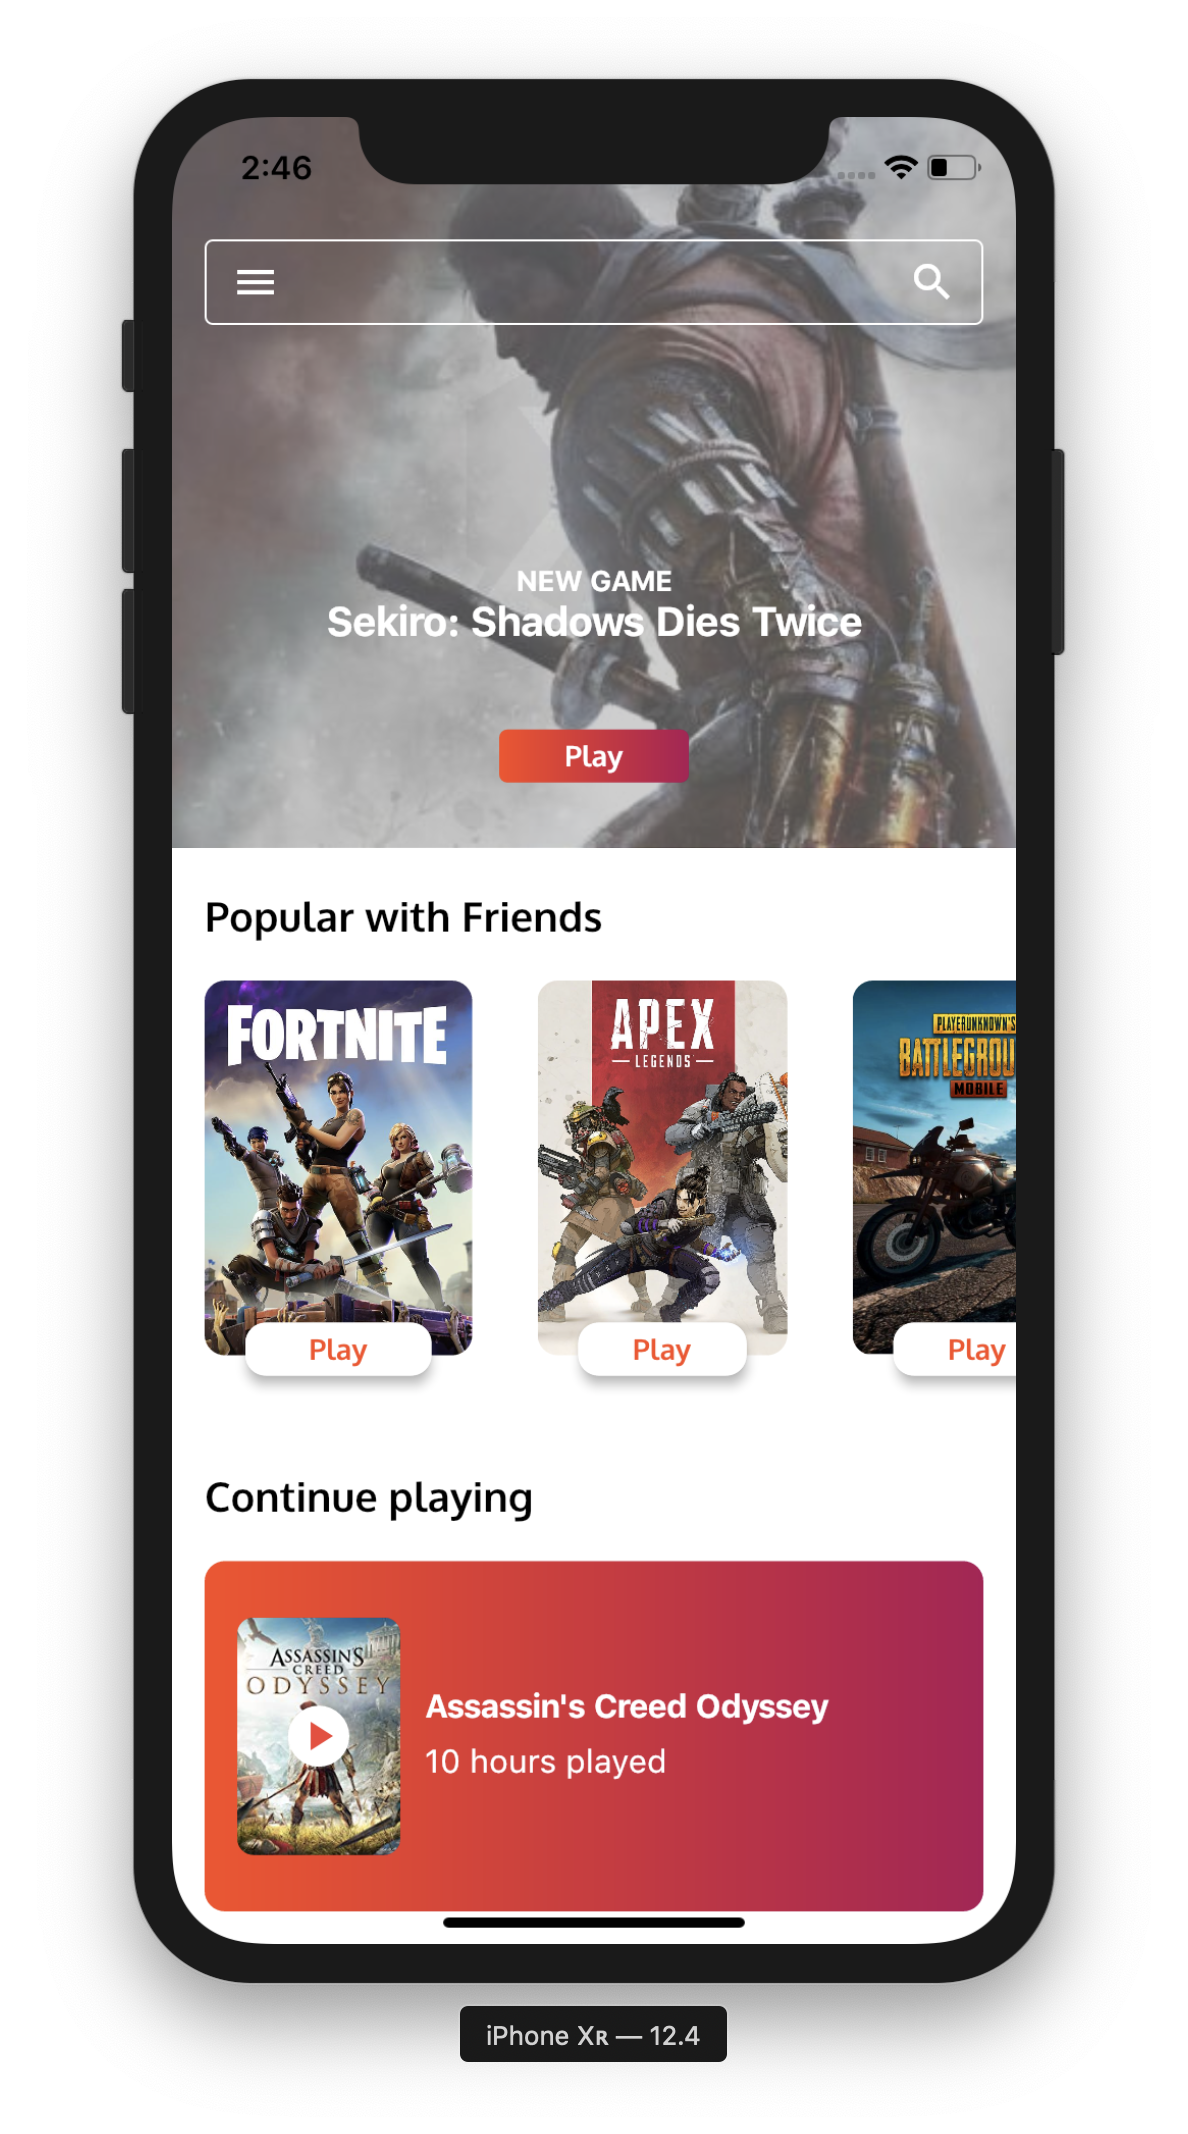 2:46
NEW GAME
Sekiro: Shadows Dies Twice
Play
Popular with Friends
FORTNITE
APEX
LEGENDS
PLAYERUNKNOWN'S
BATTLEGROU
MOBILE
Play
Play
Play
Continue playing
ASSASSIN'S
CREED
ODYSSEY
Assassin's Creed Odyssey
10 hours played
iPhone Xʀ — 12.4